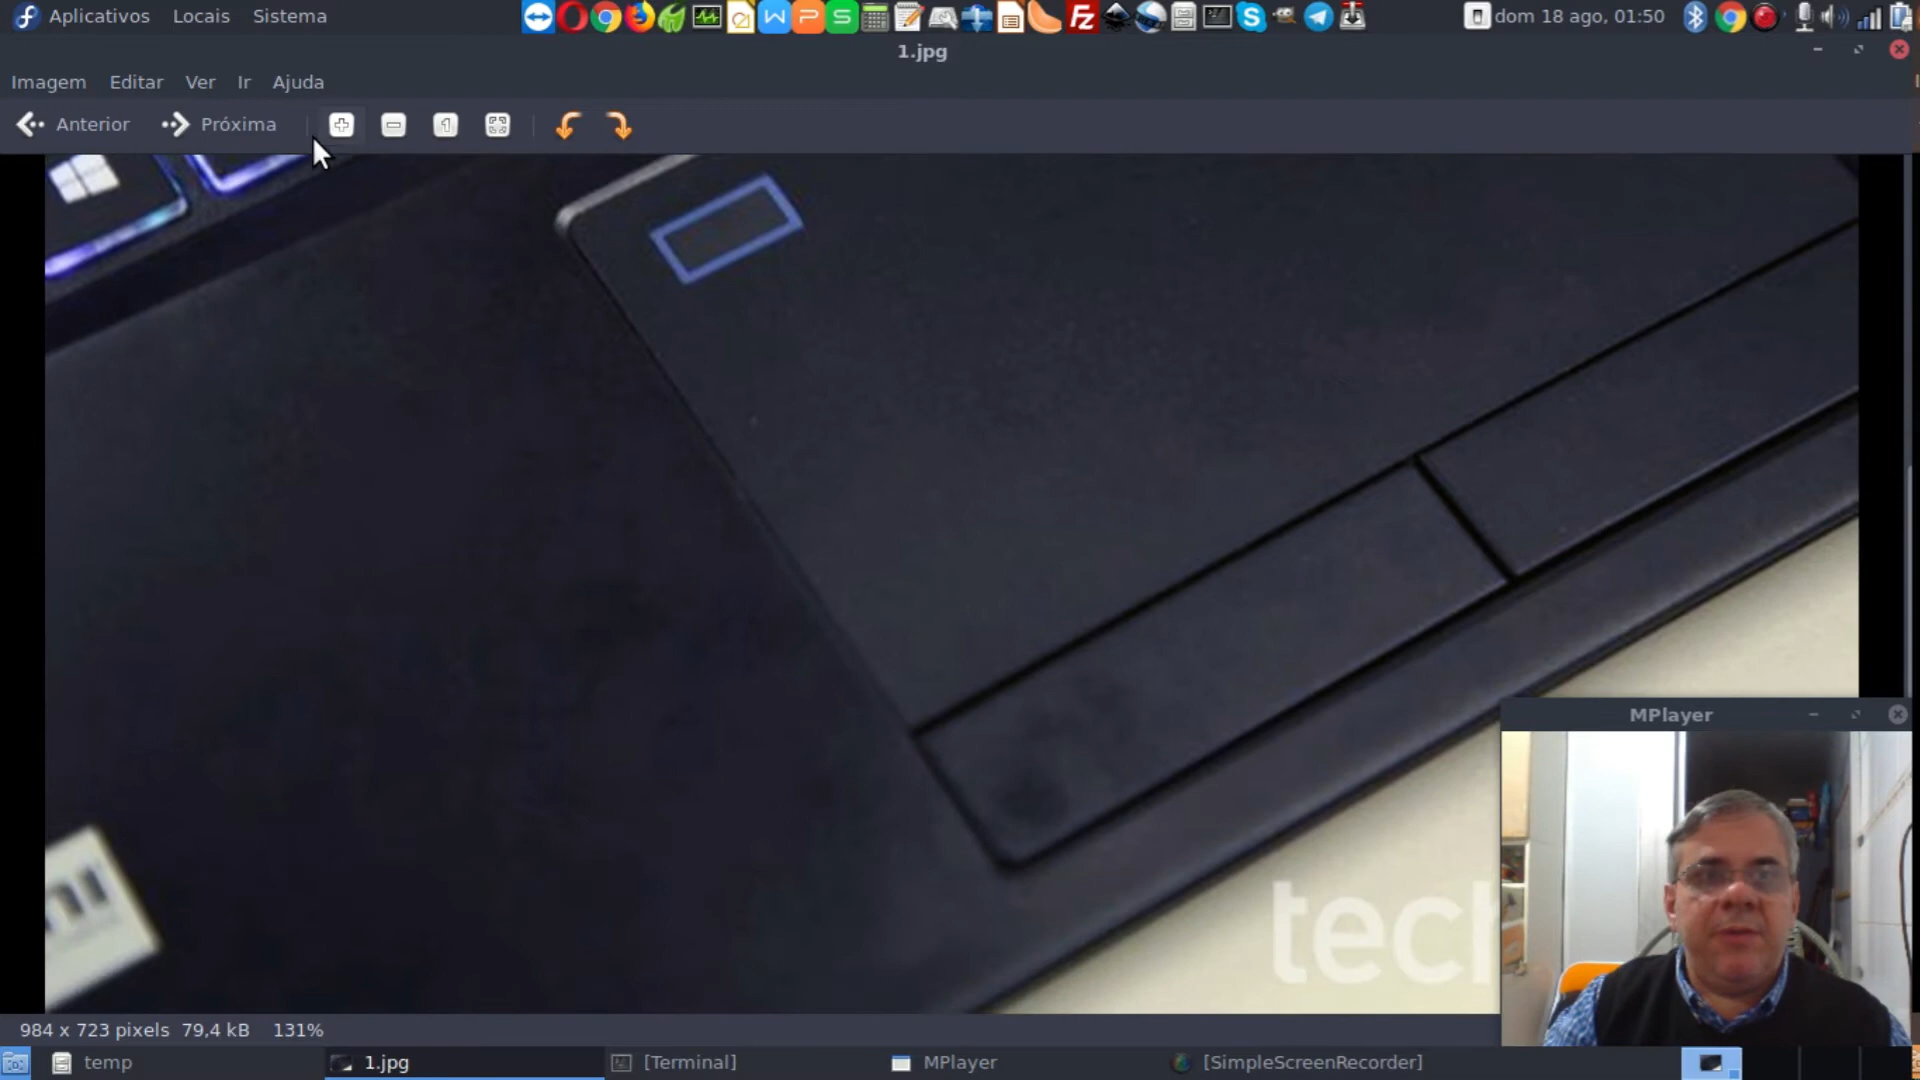 Aplicativos Locais Sistema
dom 18 ago, 01:50
1.jpg
Imagem Editar Ver Ir Ajuda
Anterior Próxima
tech
MPlayer
984 x 723 pixels 79,4 kB 131%
temp
1.jpg
[Terminal]
MPlayer
[SimpleScreenRecorder]